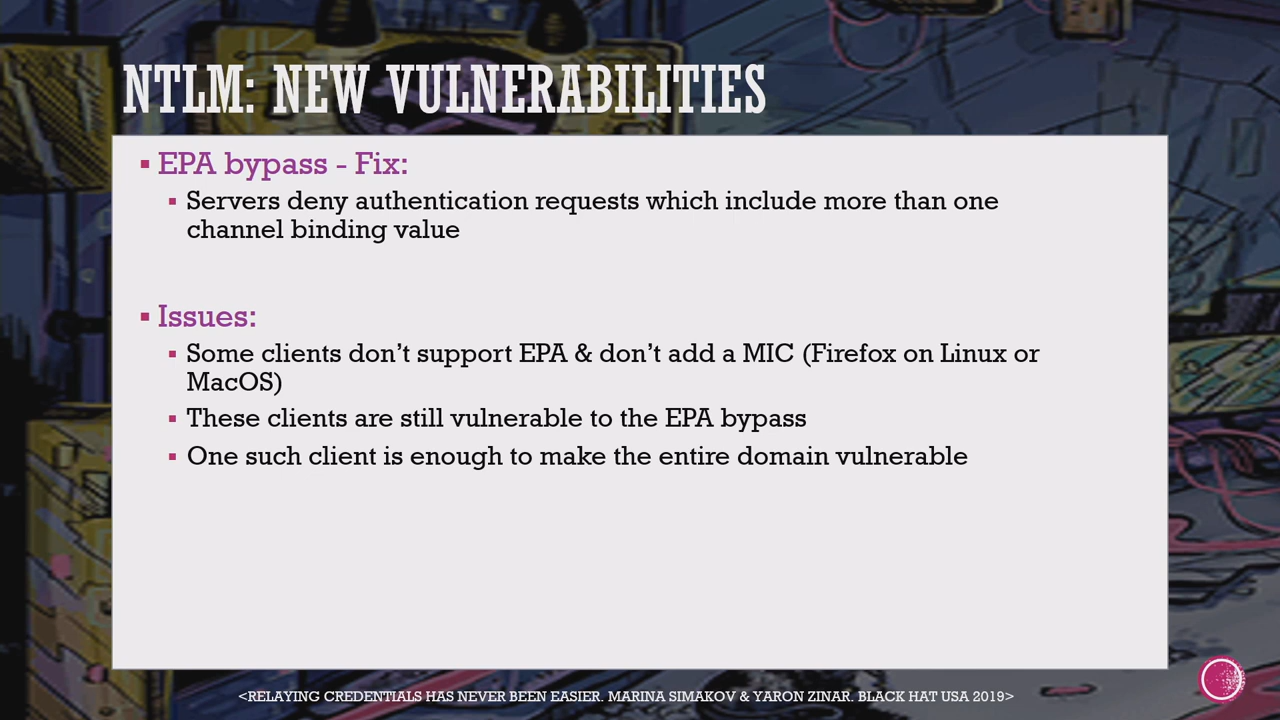 NTLM: NEW VULNERABILITIES
EPA bypass - Fix:
Servers deny authentication requests which include more than one
channel binding value
Issues:
Some clients don't support EPA & don't add a MIC (Firefox on Linux or
MacOS)
These clients are still vulnerable to the EPA bypass
One such client is enough to make the entire domain vulnerable
<RELAYING CREDENTIALS HAS NEVER BEEN EASIER. MARINA SIMAKOV & YARON ZINAR. BLACK HAT USA 2019>